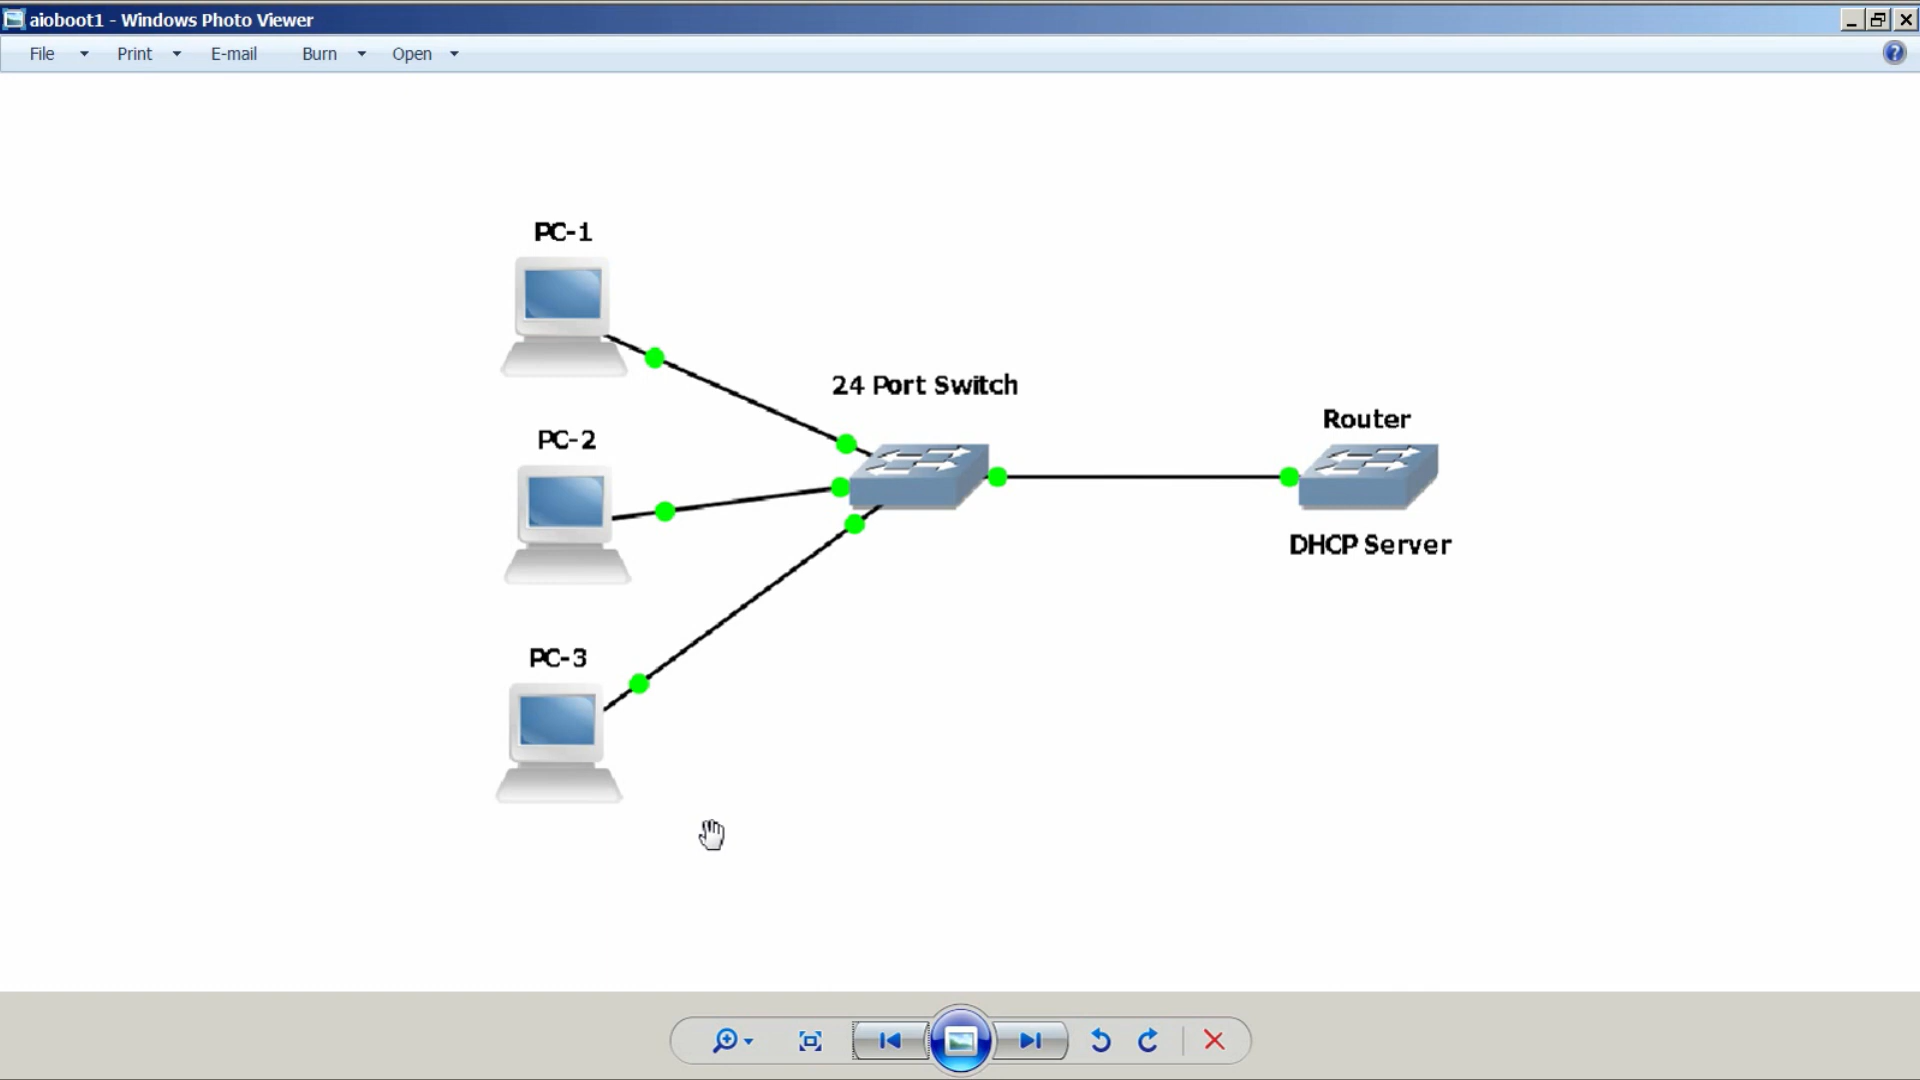 aioboot1 - Windows Photo Viewer
File Print E-mail Burn Open
PC-1
24 Port Switch
Router
PC-2
DHCP Server
PC-3